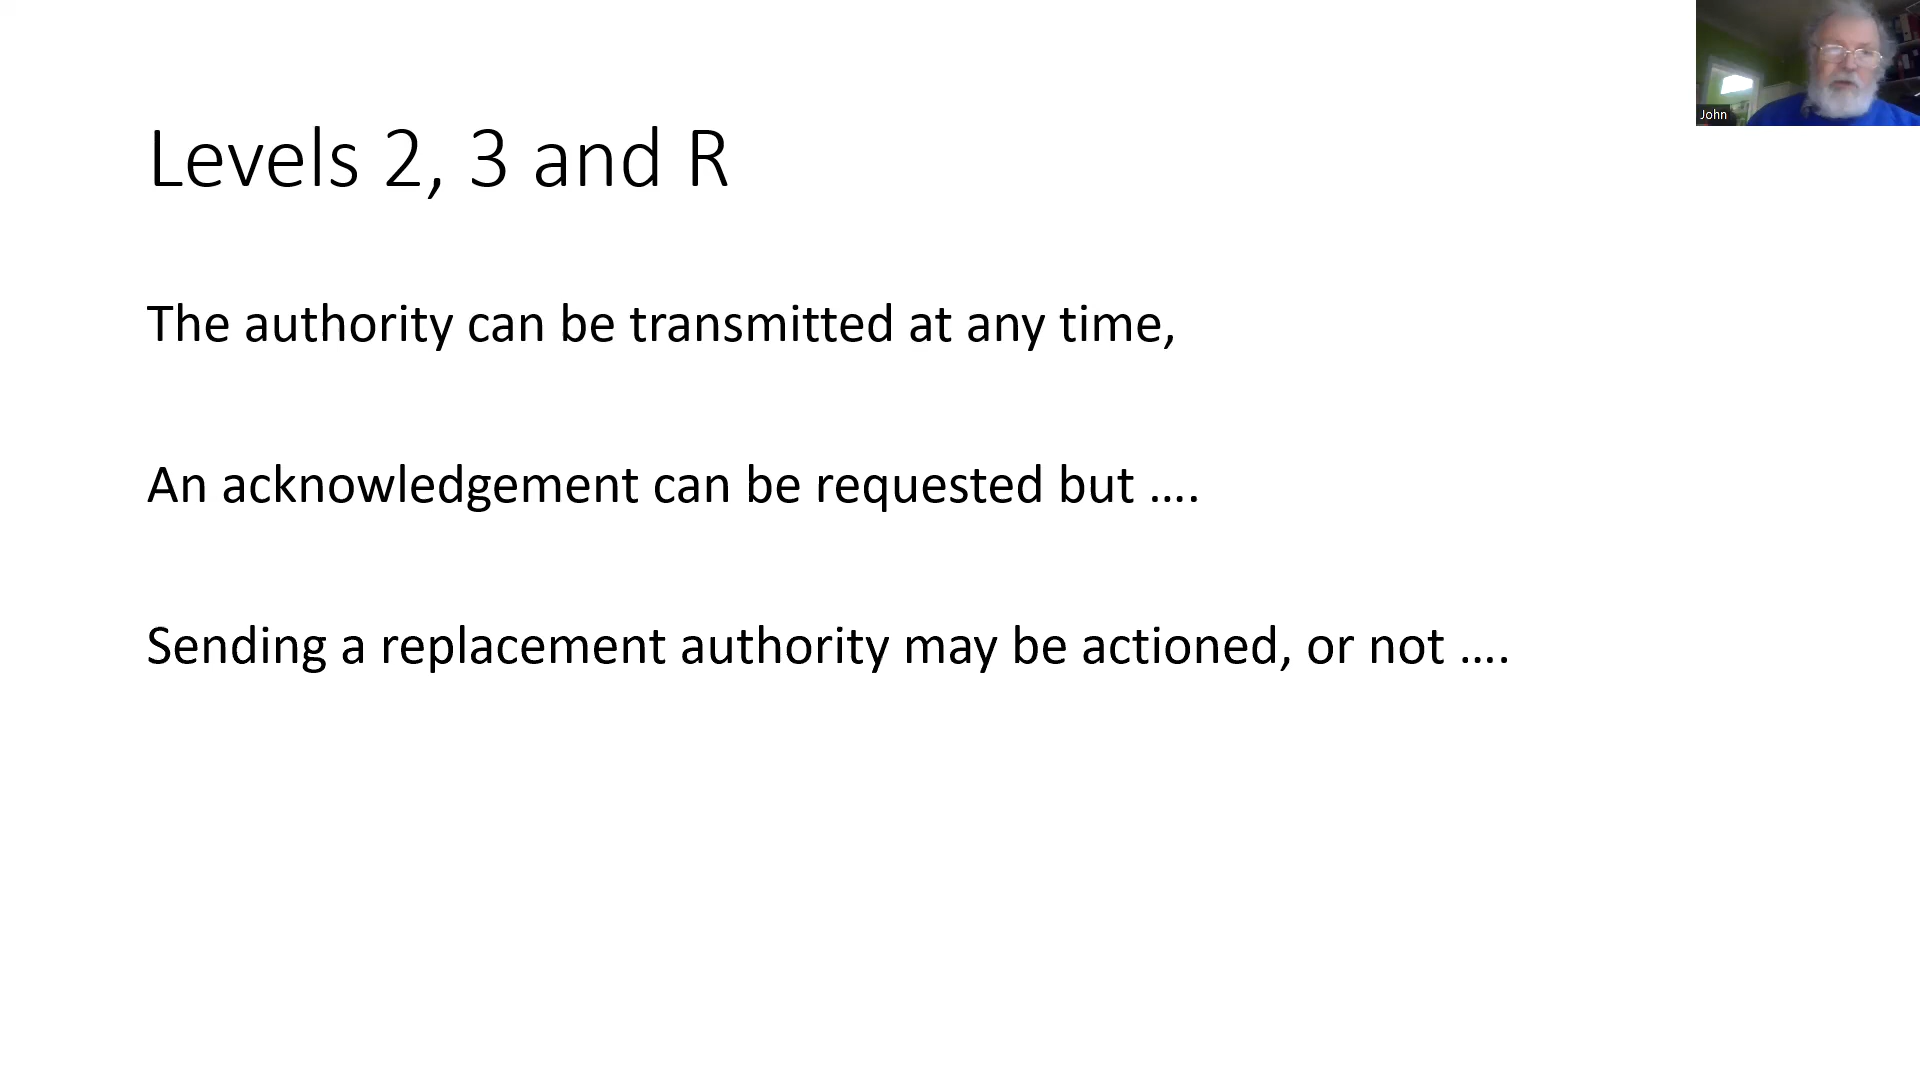 Levels 2, 3 and R
The authority can be transmitted at any time,
An acknowledgement can be requested but ….
Sending a replacement authority may be actioned, or not ….
John